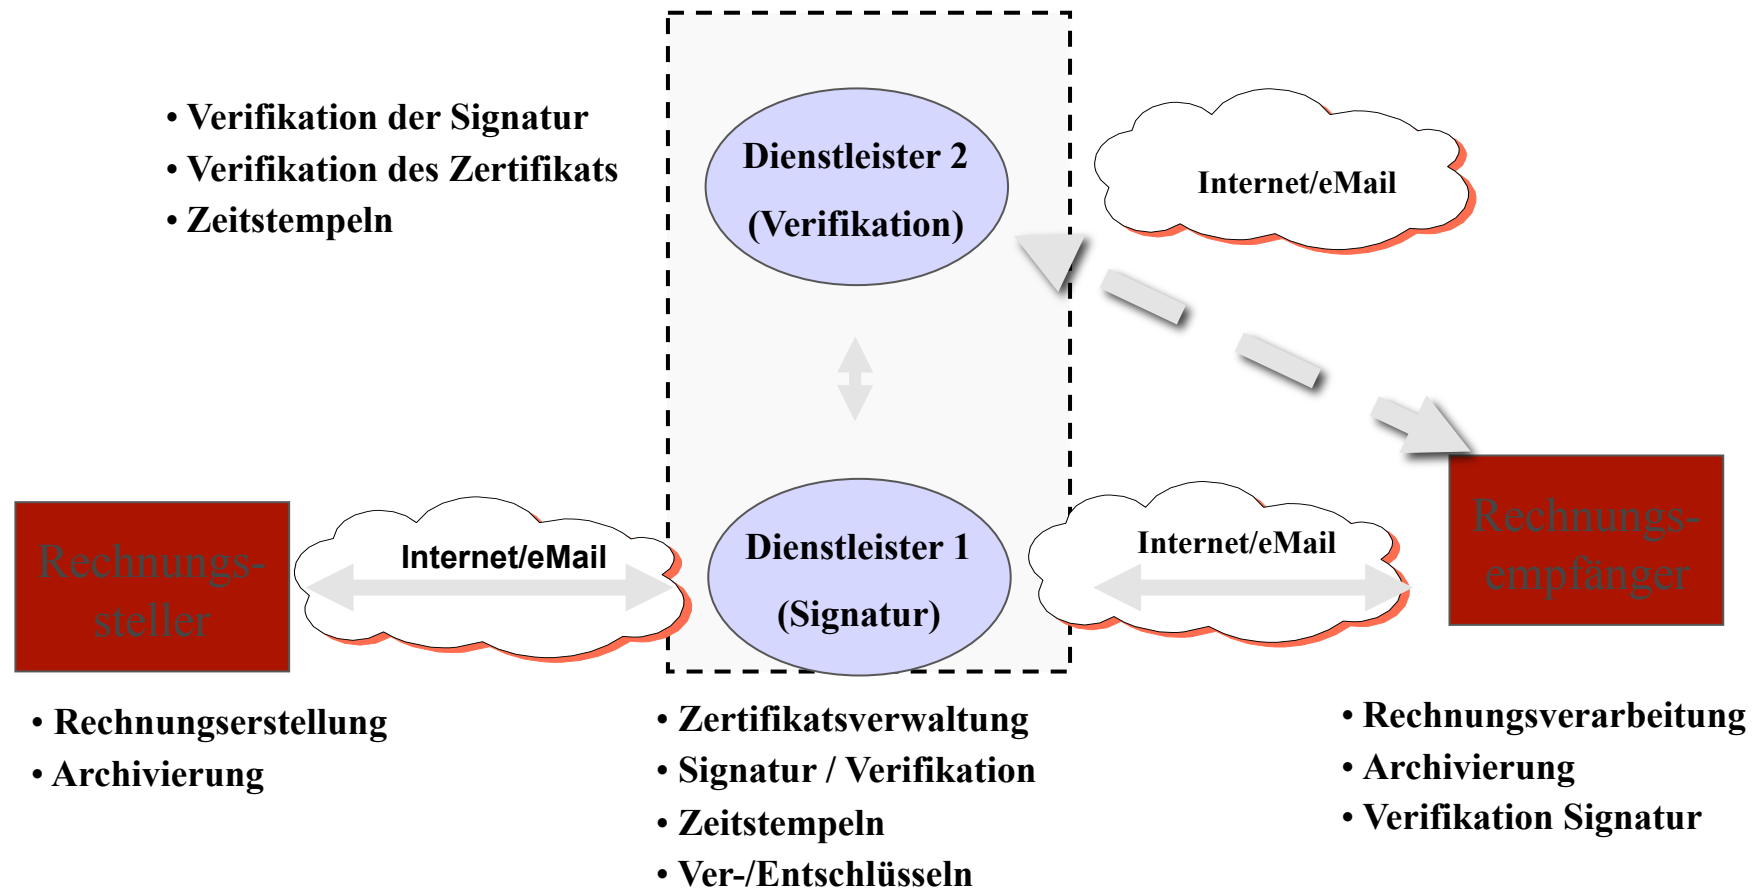 • Verifikation der Signatur
• Verifikation des Zertifikats
• Zeitstempeln
Dienstleister 2
(Verifikation)
Internet/eMail
Rechnungs-
steller
Internet/eMail
Dienstleister 1
(Signatur)
Internet/eMail
Rechnungs-
empfänger
• Rechnungserstellung
• Archivierung
• Zertifikatsverwaltung
• Signatur / Verifikation
• Zeitstempeln
• Ver-/Entschlüsseln
• Rechnungsverarbeitung
• Archivierung
• Verifikation Signatur